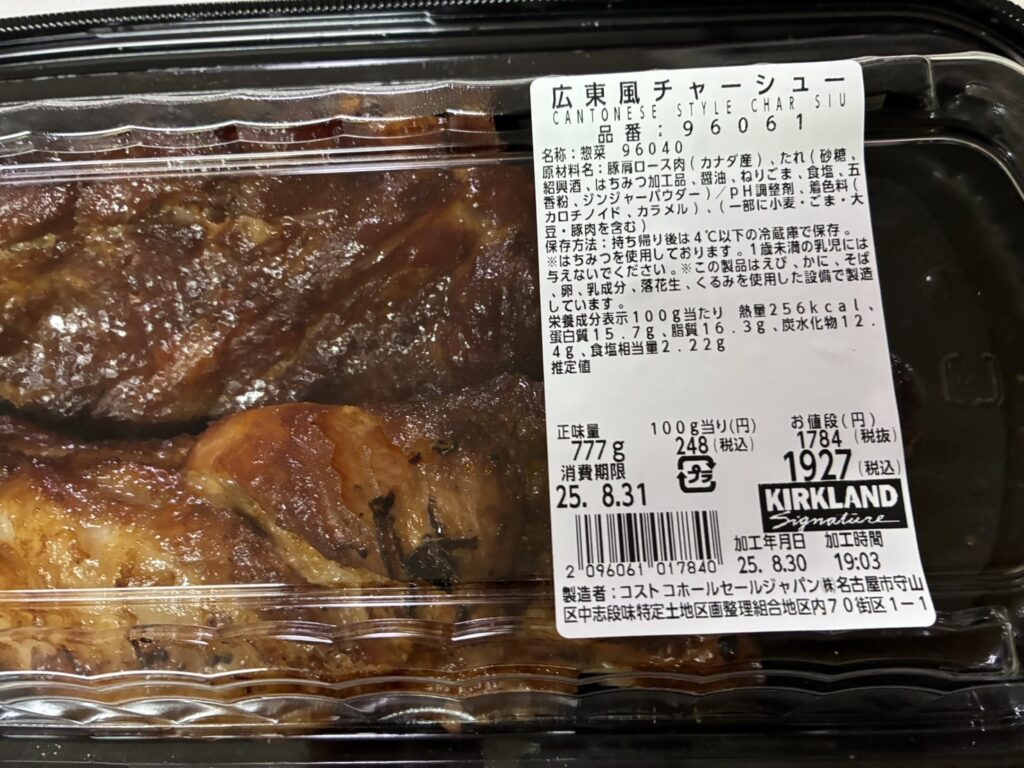 広東風チャーシュー
CANTONESE STYLE CHAR SIU
品番:96061
名称:惣菜 96040
原材料名:豚肩ロース肉(カナダ産)、たれ(砂糖、
紹興酒、はちみつ加工品、醤油、ねりごま、食塩、五
香粉、ジンジャーパウダー)/pH調整剤、着色料(
カロチノイド、カラメル)、(一部に小麦・ごま・大
豆・豚肉を含む)
保存方法:持ち帰り後は4℃以下の冷蔵庫で保存。
※はちみつを使用しております。1歳未満の乳児には
与えないでください。※この製品はえび、かに、そば
、卵、乳成分、落花生、くるみを使用した設備で製造
しています。
栄養成分表示100g当たり 熱量256kcal、
蛋白質15.7g、脂質16.3g、炭水化物12.
4g、食塩相当量2.22g
推定値
正味量 100g当り(円) お値段(円)
777g 248(税込) 1784(税抜)
消費期限 プラ 1927(税込)
25.8.31
KIRKLAND
Signature
加工年月日 加工時間
25.8.30 19:03
2 096061 017840
製造者:コストコホールセールジャパン㈱名古屋市守山
区中志段味特定土地区画整理組合地区内70街区1-1